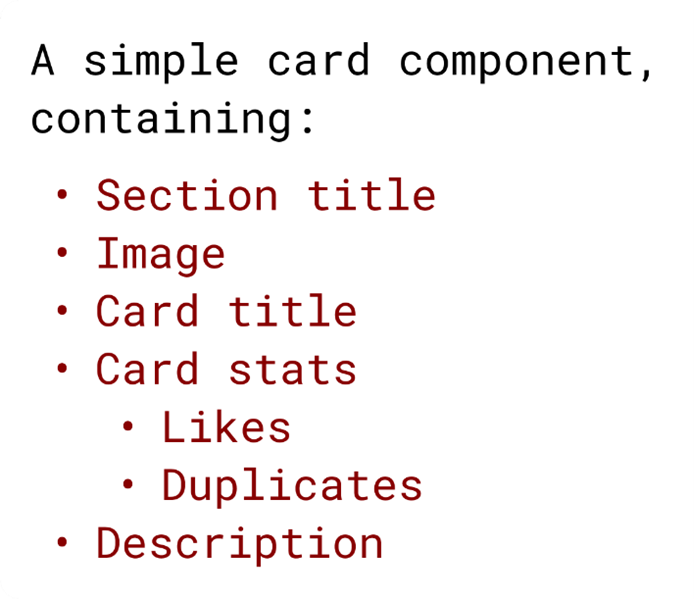 A simple card component,
containing:
• Section title
• Image
• Card title
• Card stats
• Likes
• Duplicates
• Description